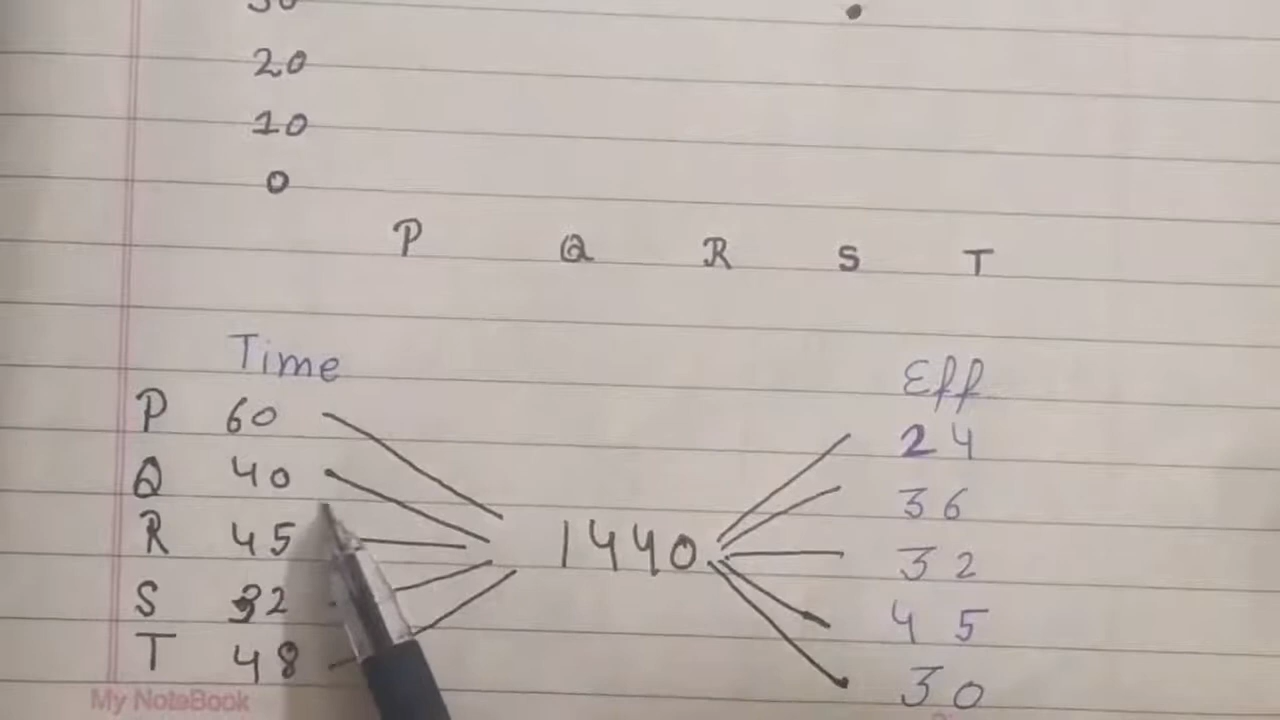 20
10
0
P Q R S T
Time Eff
P 60 24
Q 40 36
R 45 1440 32
S 32 45
T 48 30
My NoteBook